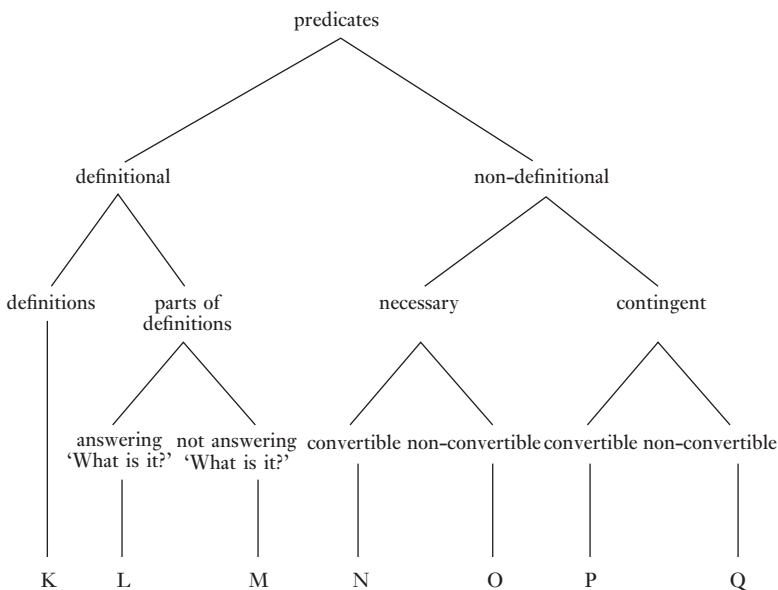 predicates
definitional non-definitional
definitions parts of definitions necessary contingent
answering 'What is it?' not answering 'What is it?' convertible non-convertible convertible non-convertible
K L M N O P Q